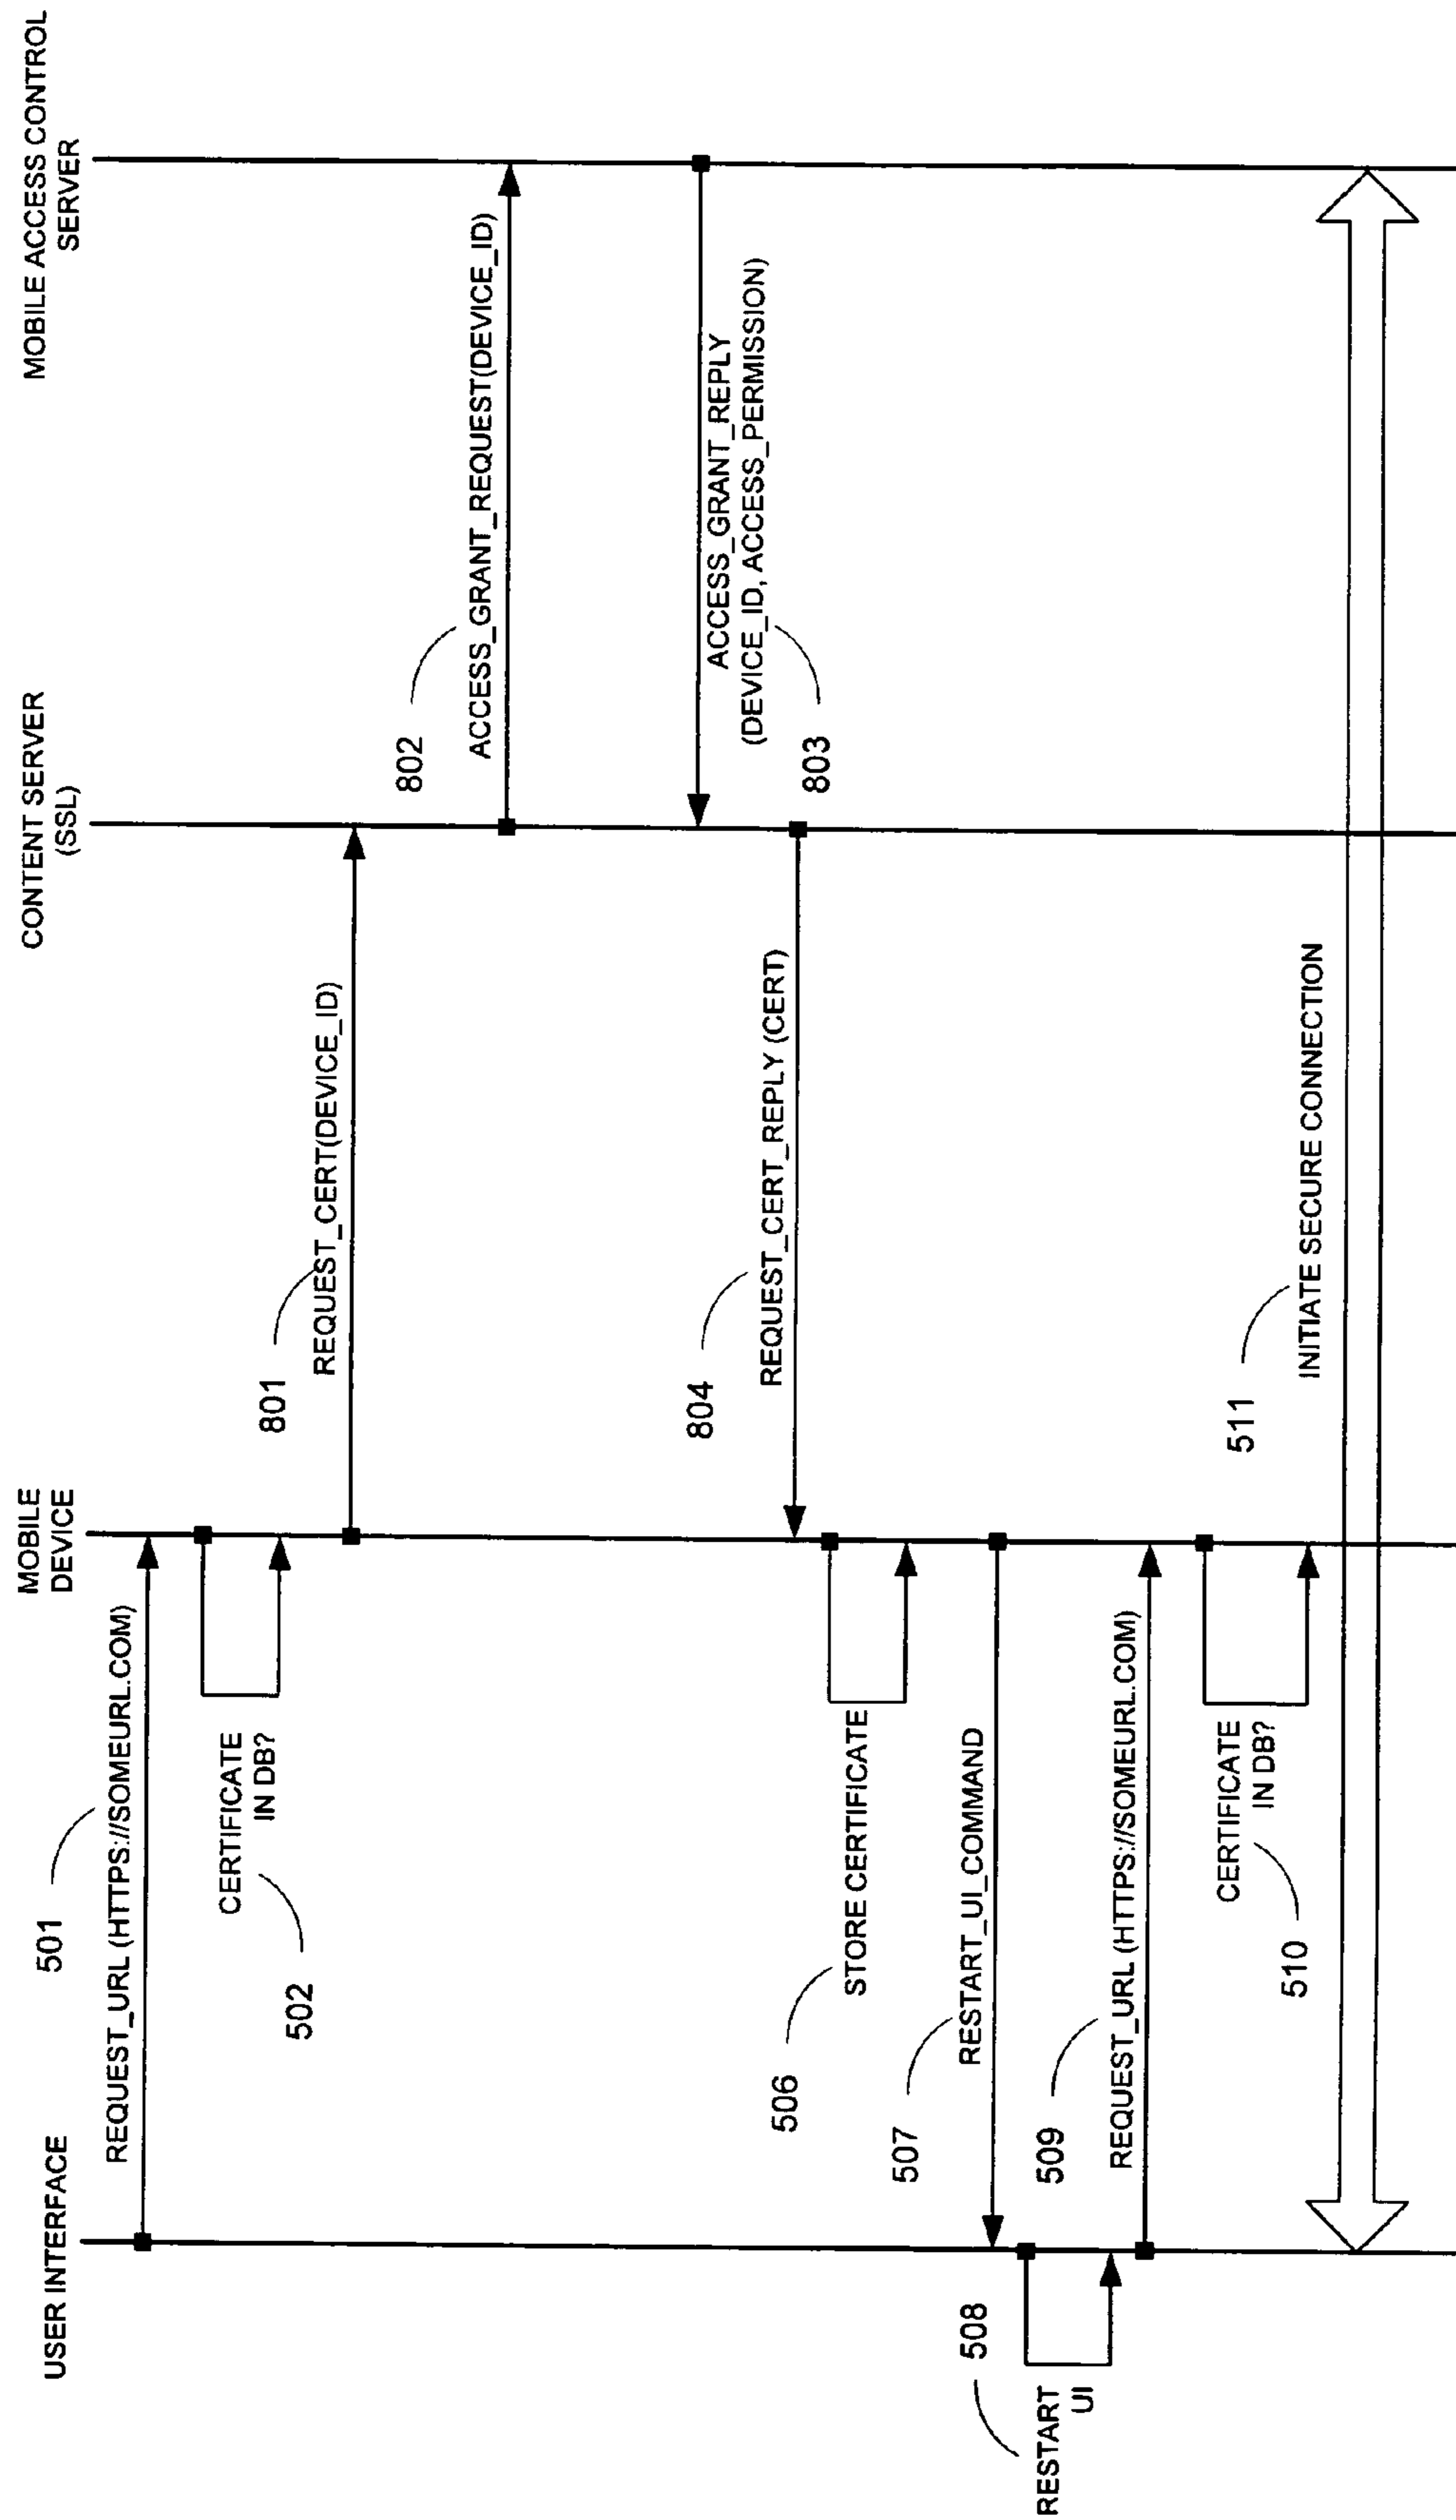 USER INTERFACE
MOBILE
DEVICE
CONTENT SERVER
(SSL)
MOBILE ACCESS CONTROL
SERVER
501
REQUEST_URL (HTTPS://SOMEURL.COM)
CERTIFICATE
IN DB?
502
801
REQUEST_CERT(DEVICE_ID)
802
ACCESS_GRANT_REQUEST(DEVICE_ID)
ACCESS_GRANT_REPLY
(DEVICE_ID, ACCESS_PERMISSION)
803
804
REQUEST_CERT_REPLY (CERT)
506
STORE CERTIFICATE
507
RESTART_UI_COMMAND
508
RESTART
UI
509
REQUEST_URL (HTTPS://SOMEURL.COM)
CERTIFICATE
IN DB?
510
511
INITIATE SECURE CONNECTION